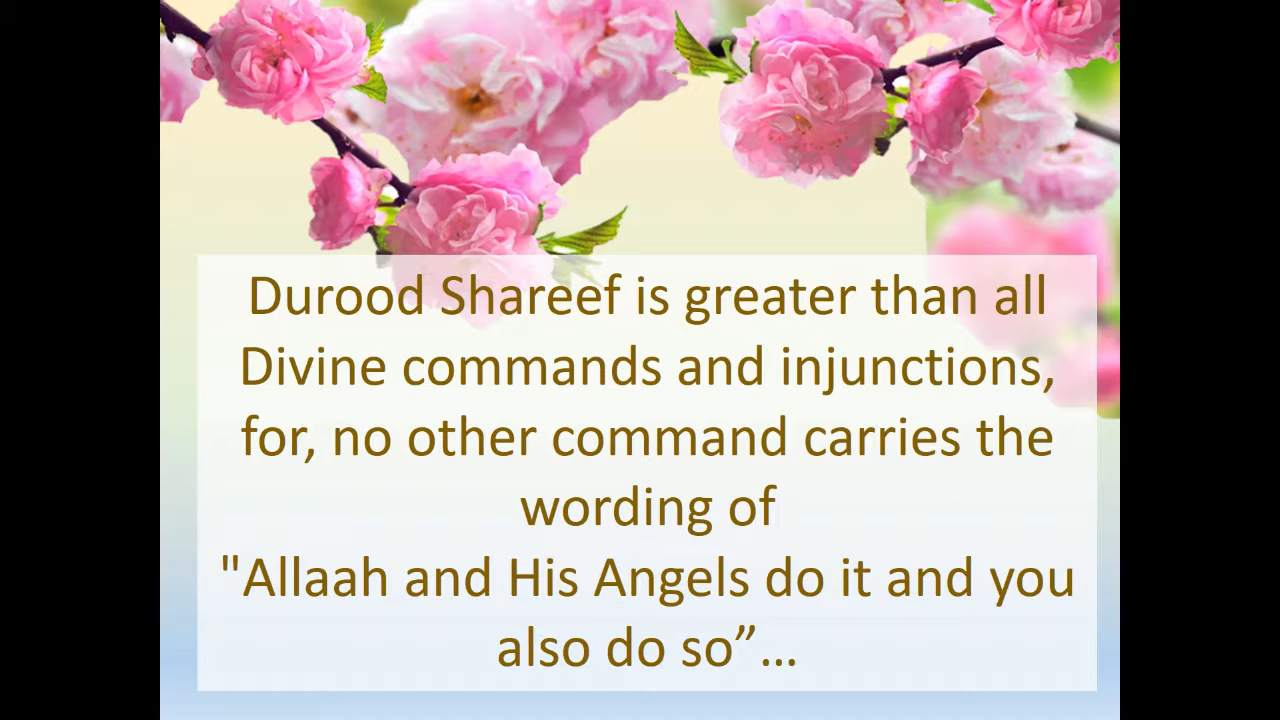 Durood Shareef is greater than all
Divine commands and injunctions,
for, no other command carries the
wording of
"Allaah and His Angels do it and you
also do so”…